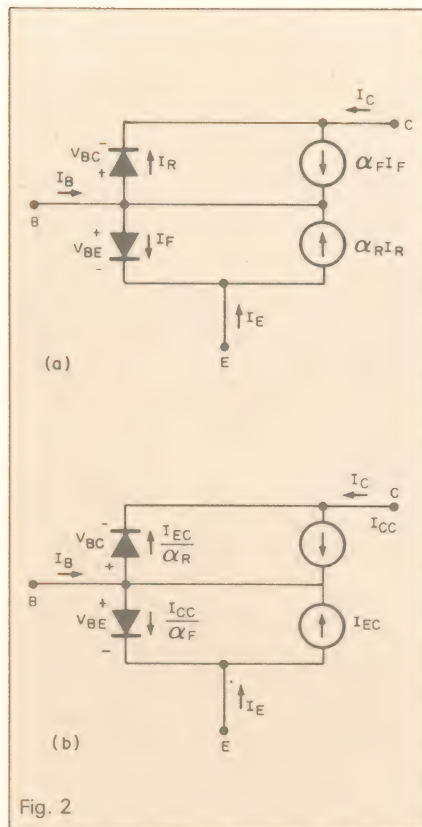 I_C
C
V_BC
-
+
I_R
α_F I_F
I_B
B
V_BE
+
-
I_F
α_R I_R
I_E
E
(a)
I_C
C
I_CC
V_BC
-
+
I_EC
α_R
I_B
B
V_BE
+
-
I_CC
α_F
I_EC
I_E
E
(b)
Fig. 2